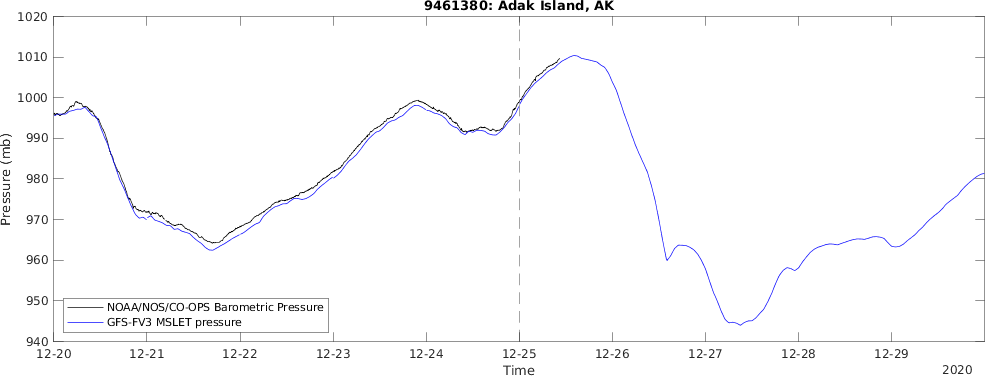 9461380: Adak Island, AK
1020
1010
1000
990
980
970
960
950
940
Pressure (mb)
NOAA/NOS/CO-OPS Barometric Pressure
GFS-FV3 MSLET pressure
12-20 12-21 12-22 12-23 12-24 12-25 12-26 12-27 12-28 12-29
Time
2020